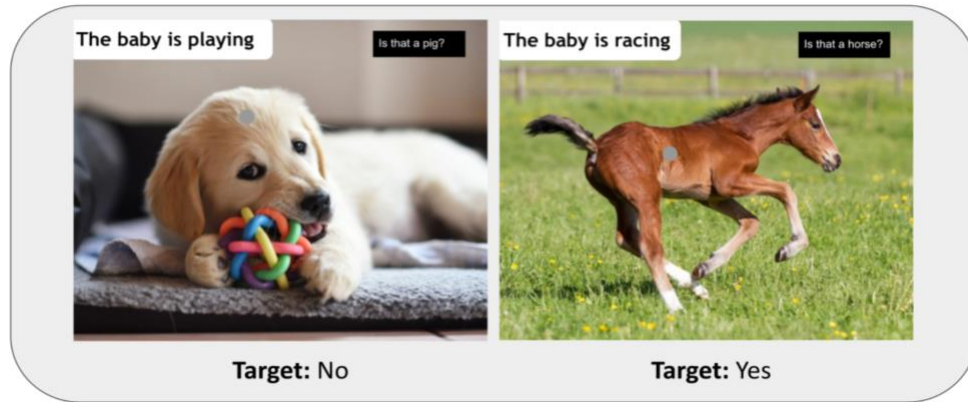 The baby is playing
Is that a pig?
The baby is racing
Is that a horse?
Target: No
Target: Yes